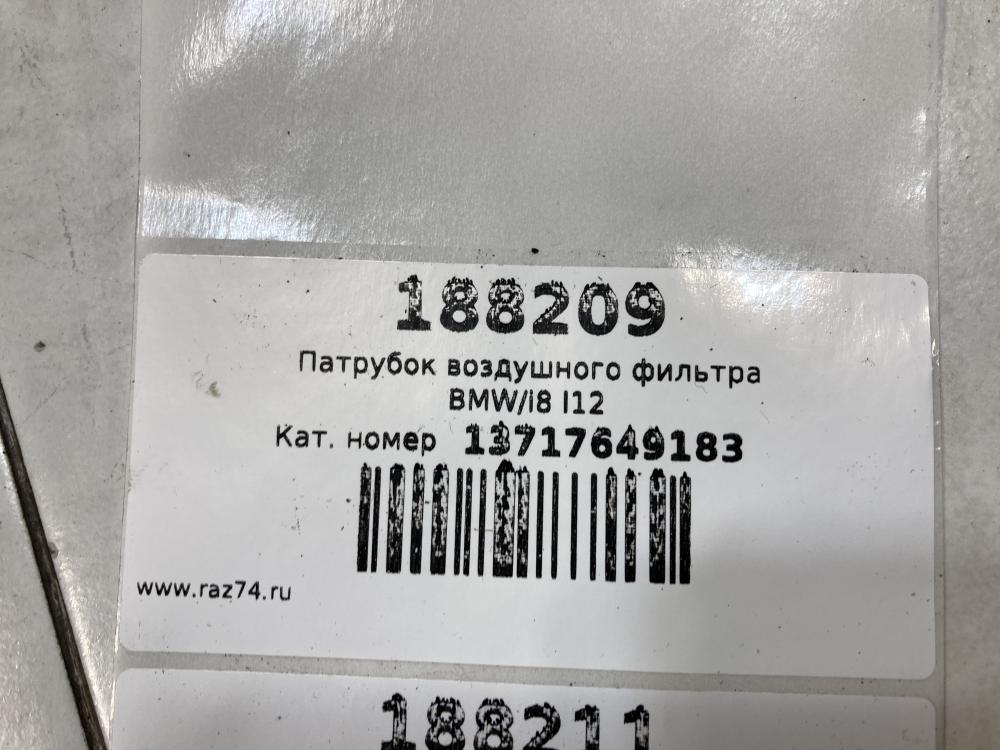 188209
Патрубок воздушного фильтра
BMW/i8 I12
Кат. номер 13717649183
www.raz74.ru
188211